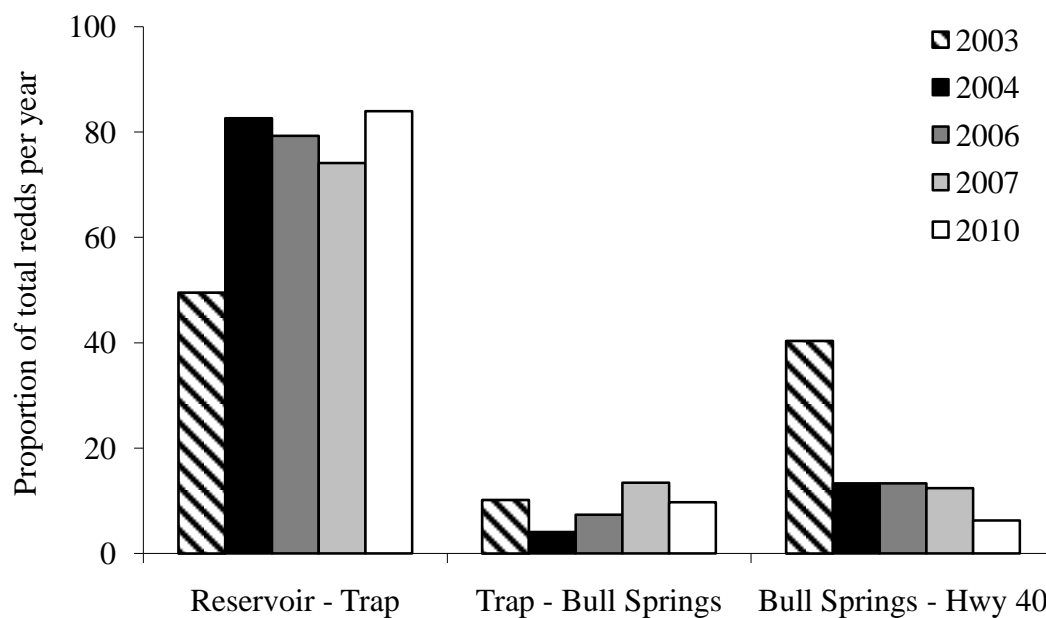 Proportion of total redds per year
100
80
60
40
20
0
2003
2004
2006
2007
2010
Reservoir - Trap
Trap - Bull Springs
Bull Springs - Hwy 40